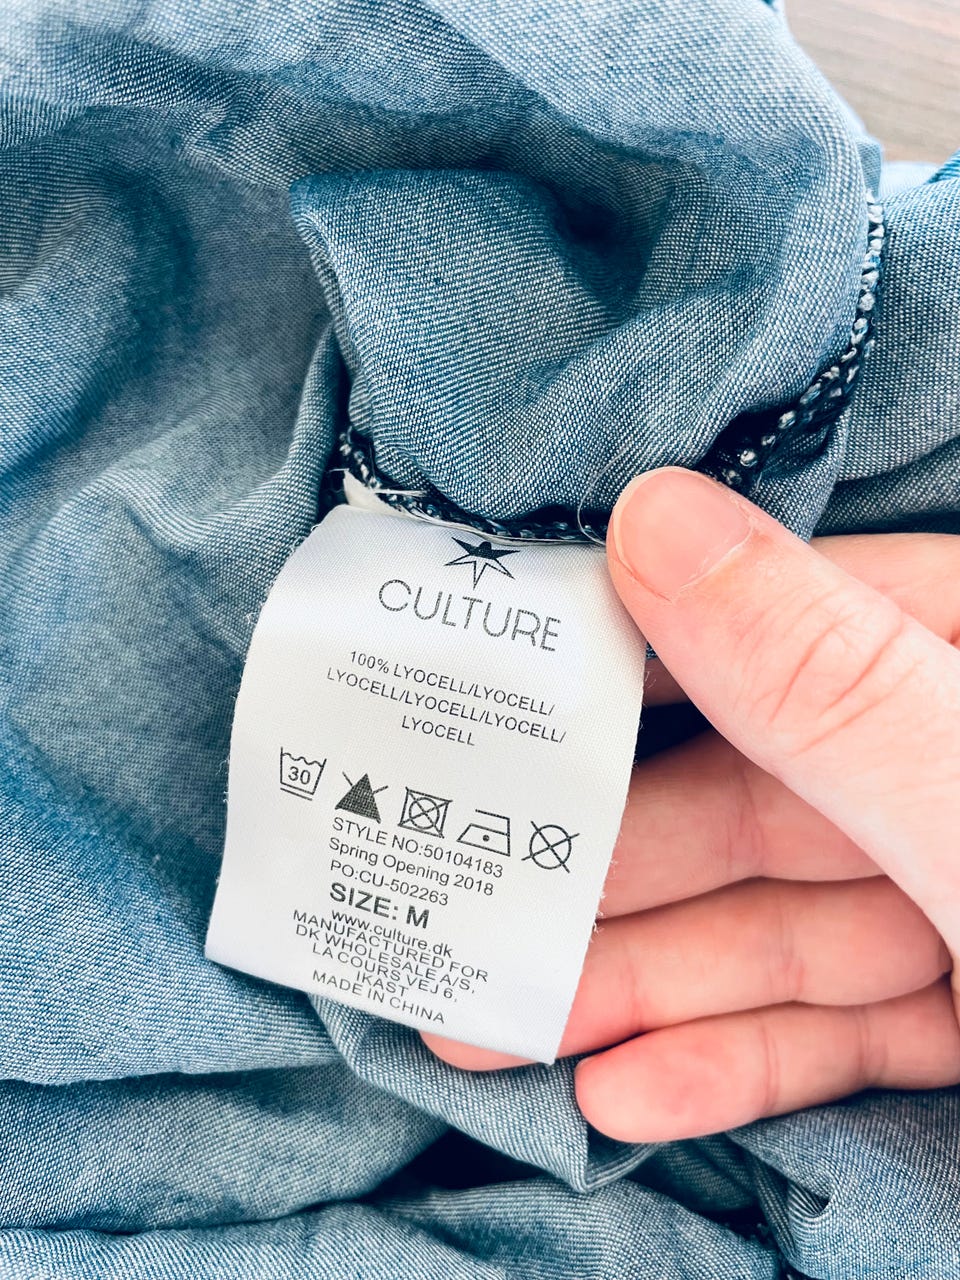 CULTURE
100% LYOCELL/LYOCELL/
LYOCELL/LYOCELL/LYOCELL/
LYOCELL
30
STYLE NO:50104183
Spring Opening 2018
PO:CU-502263
SIZE: M
www.culture.dk
MANUFACTURED FOR
DK WHOLESALE A/S,
LA COURS VEJ 6,
IKAST
MADE IN CHINA